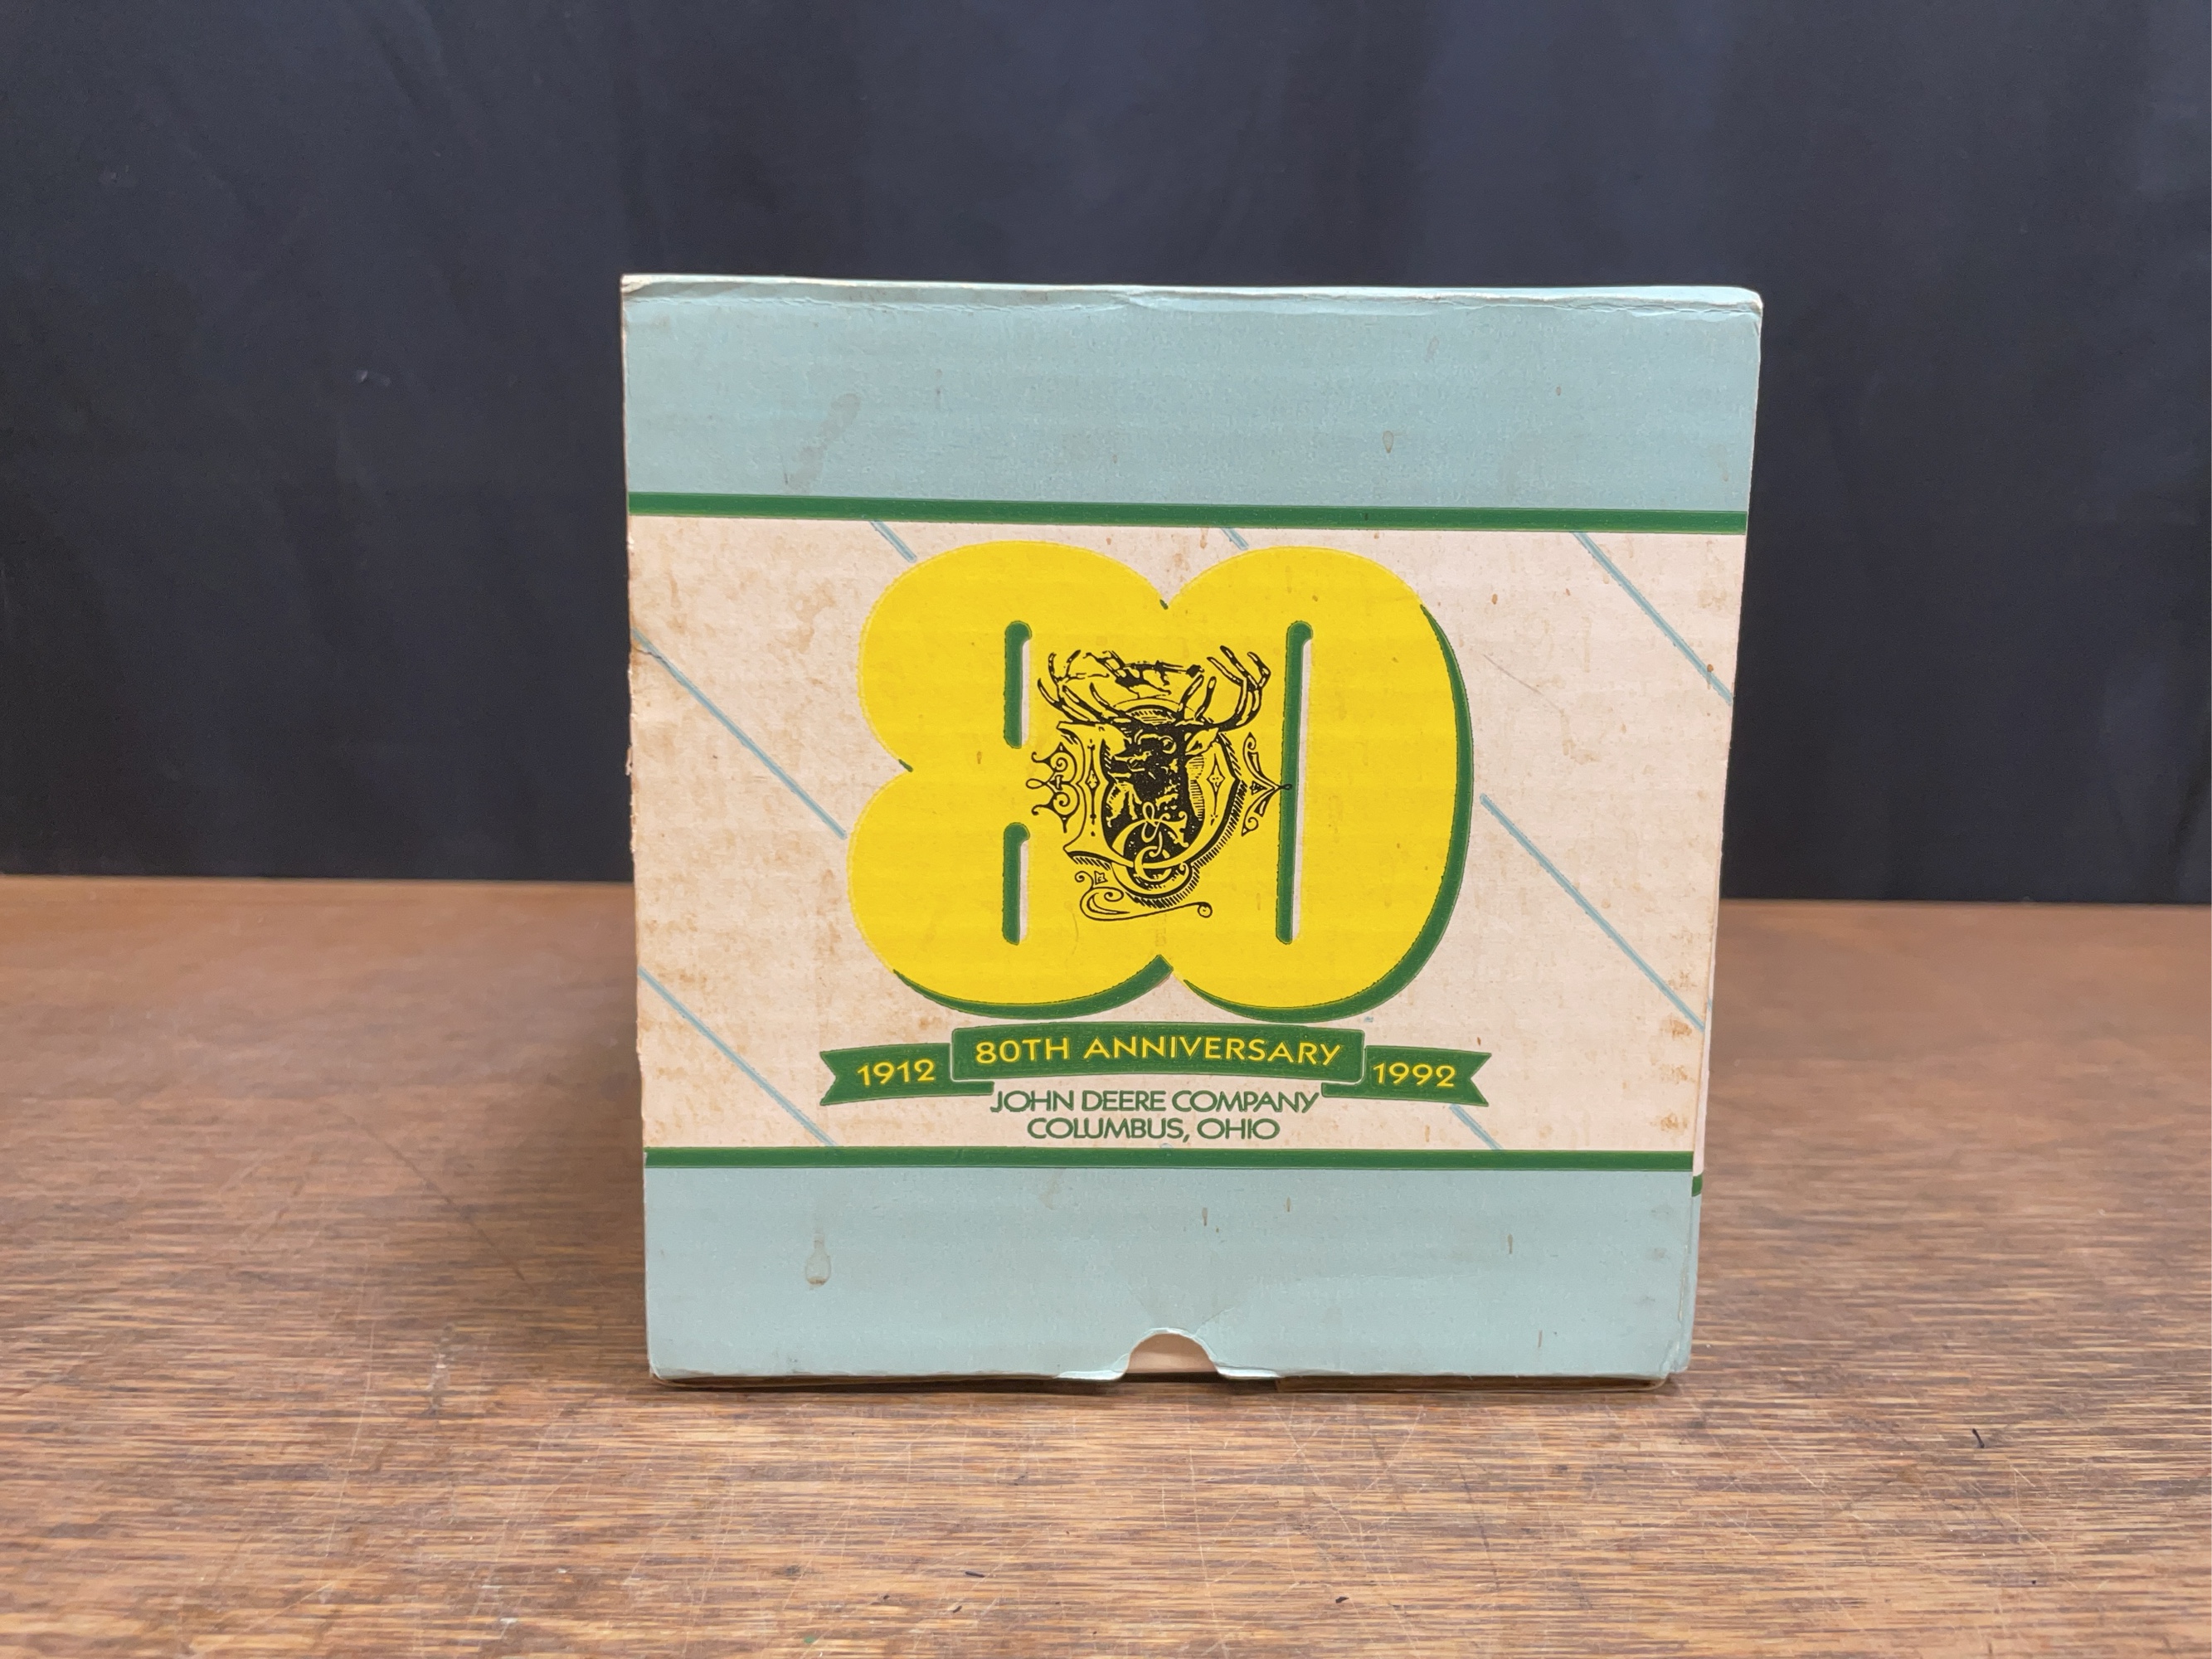 80
1912 80TH ANNIVERSARY 1992
JOHN DEERE COMPANY
COLUMBUS, OHIO